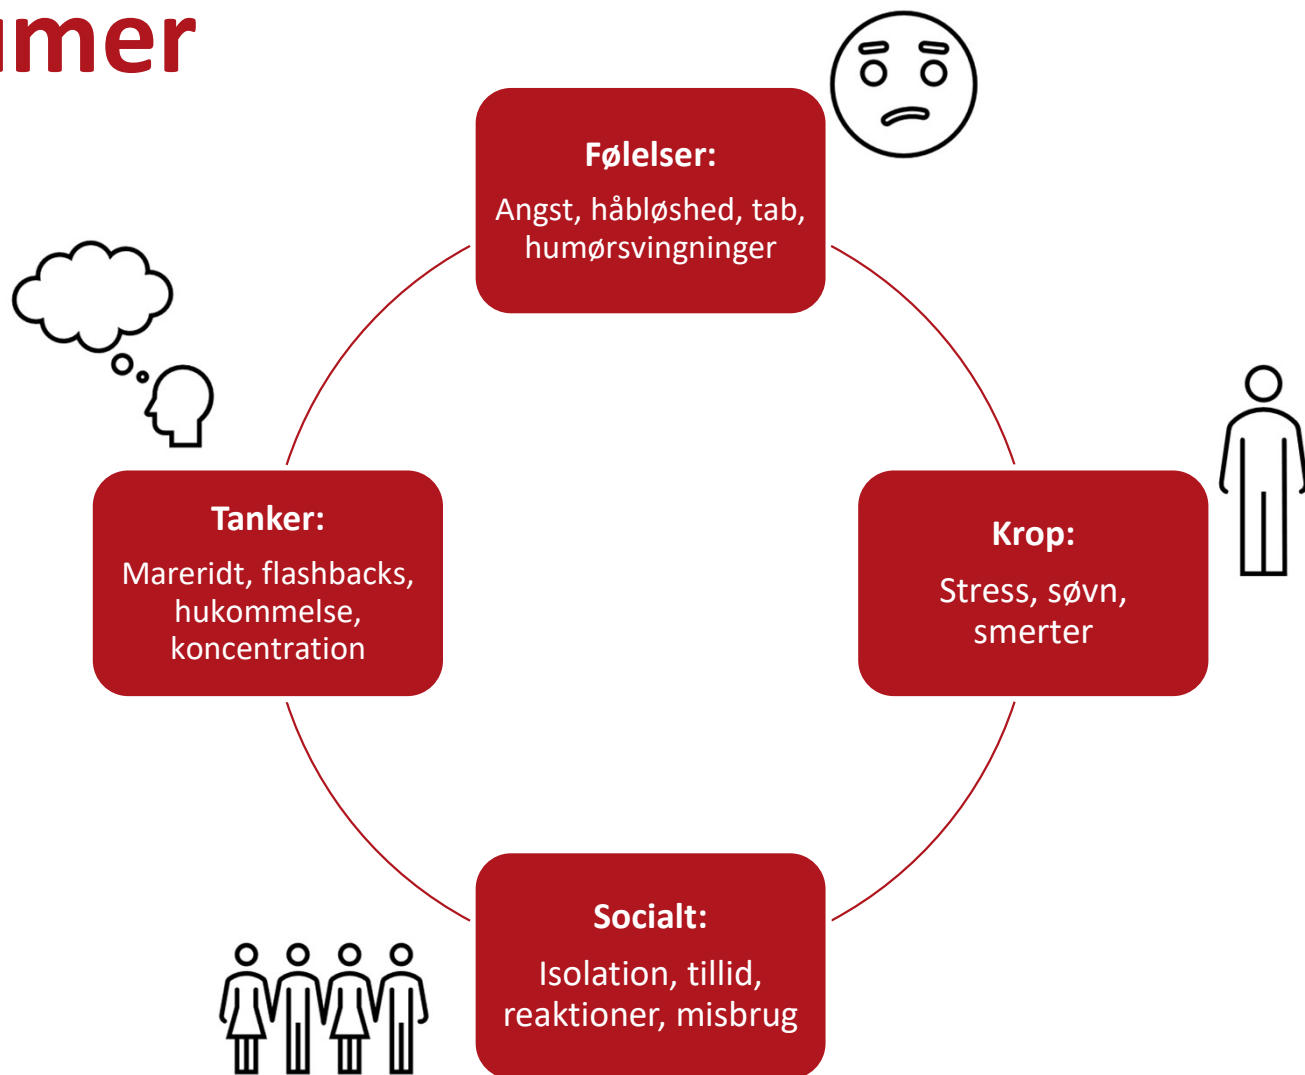 umer
Følelser:
Angst, håbløshed, tab,
humørsvingninger
Tanker:
Mareridt, flashbacks,
hukommelse,
koncentration
Krop:
Stress, søvn,
smerter
Socialt:
Isolation, tillid,
reaktioner, misbrug